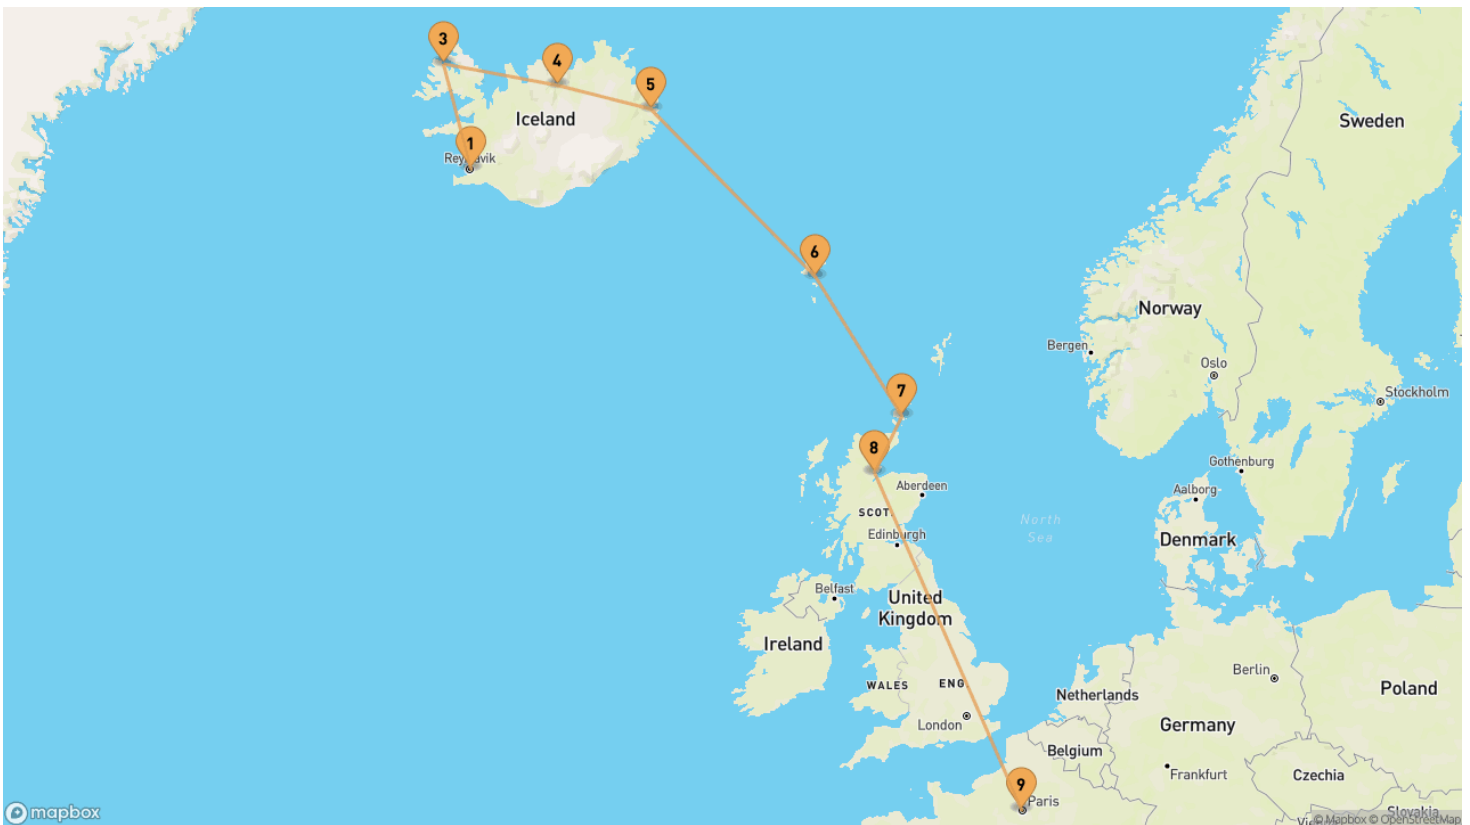 3
4
5
Iceland
Sweden
1
6
Norway
Bergen
Oslo
7
Stockholm
8
Gothenburg
Aberdeen
Aalborg
SCOT.
North
Sea
Edinburgh
Denmark
Belfast
United
Kingdom
Ireland
Berlin
WALES
ENG.
Netherlands
Poland
London
Germany
Belgium
Frankfurt
Czechia
9
Paris
mapbox
Slovakia
© Mapbox © OpenStreetMap